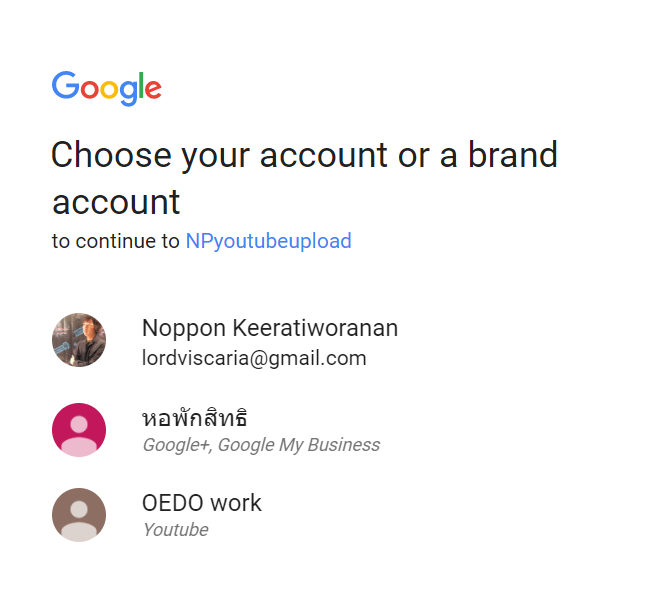 Google
Choose your account or a brand
account
to continue to NPyoutubeupload
Noppon Keeratiworanan
lordviscaria@gmail.com
หอพักสิทธิ
Google+, Google My Business
OEDO work
Youtube